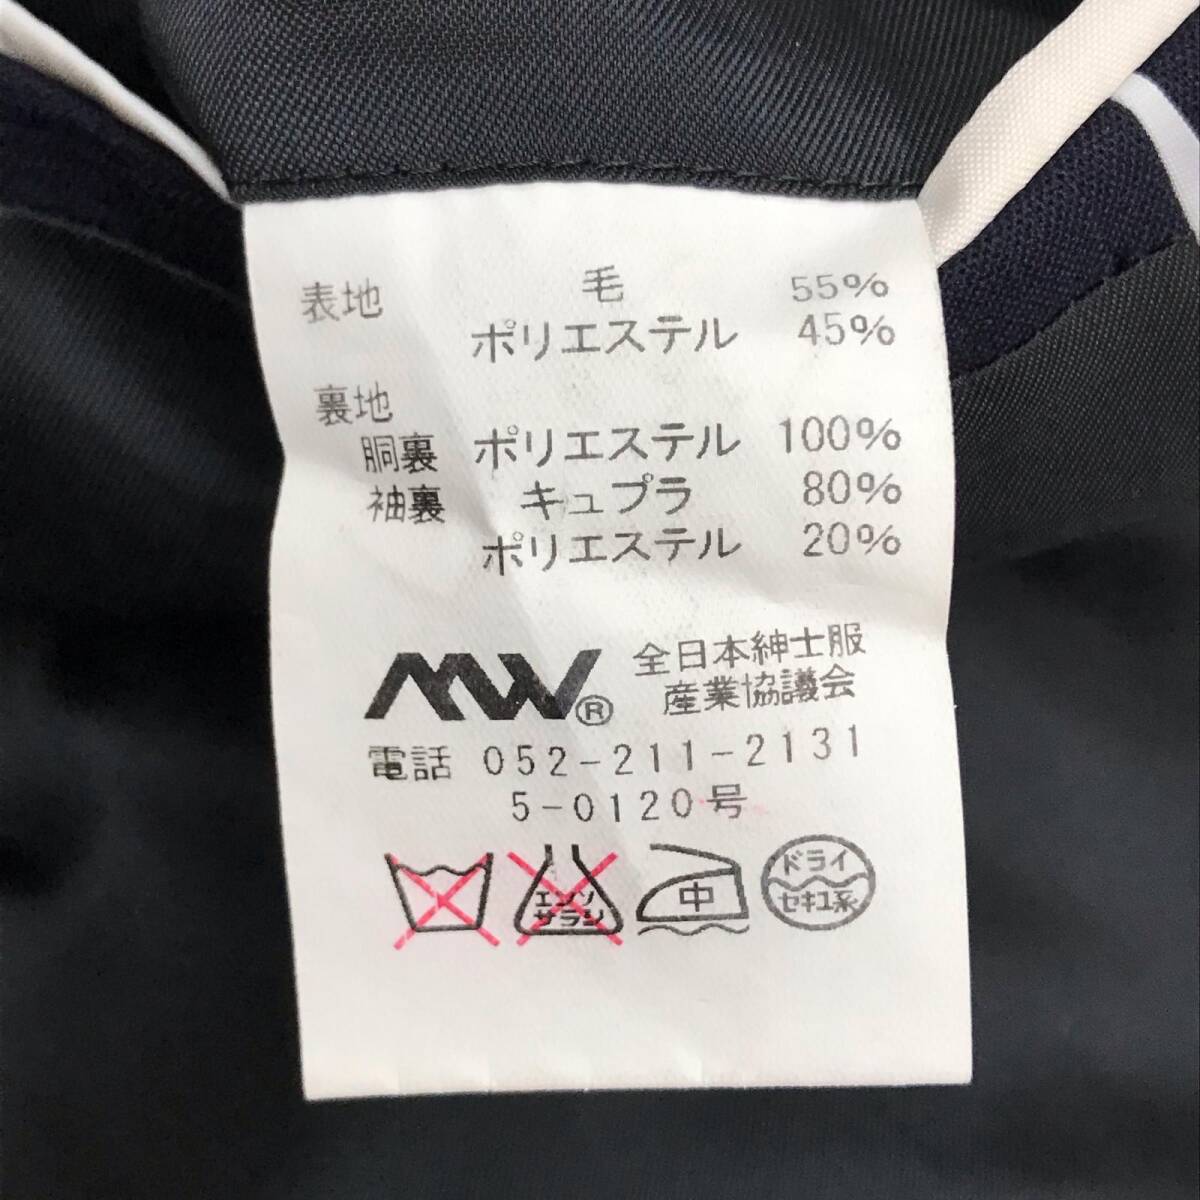 表地 毛 55%
ポリエステル 45%
裏地
胴裏 ポリエステル 100%
袖裏 キュプラ 80%
ポリエステル 20%
MW® 全日本紳士服
産業協議会
電話 052-211-2131
5-0120号
エンソ
サラシ
中
ドライ
セキユ系